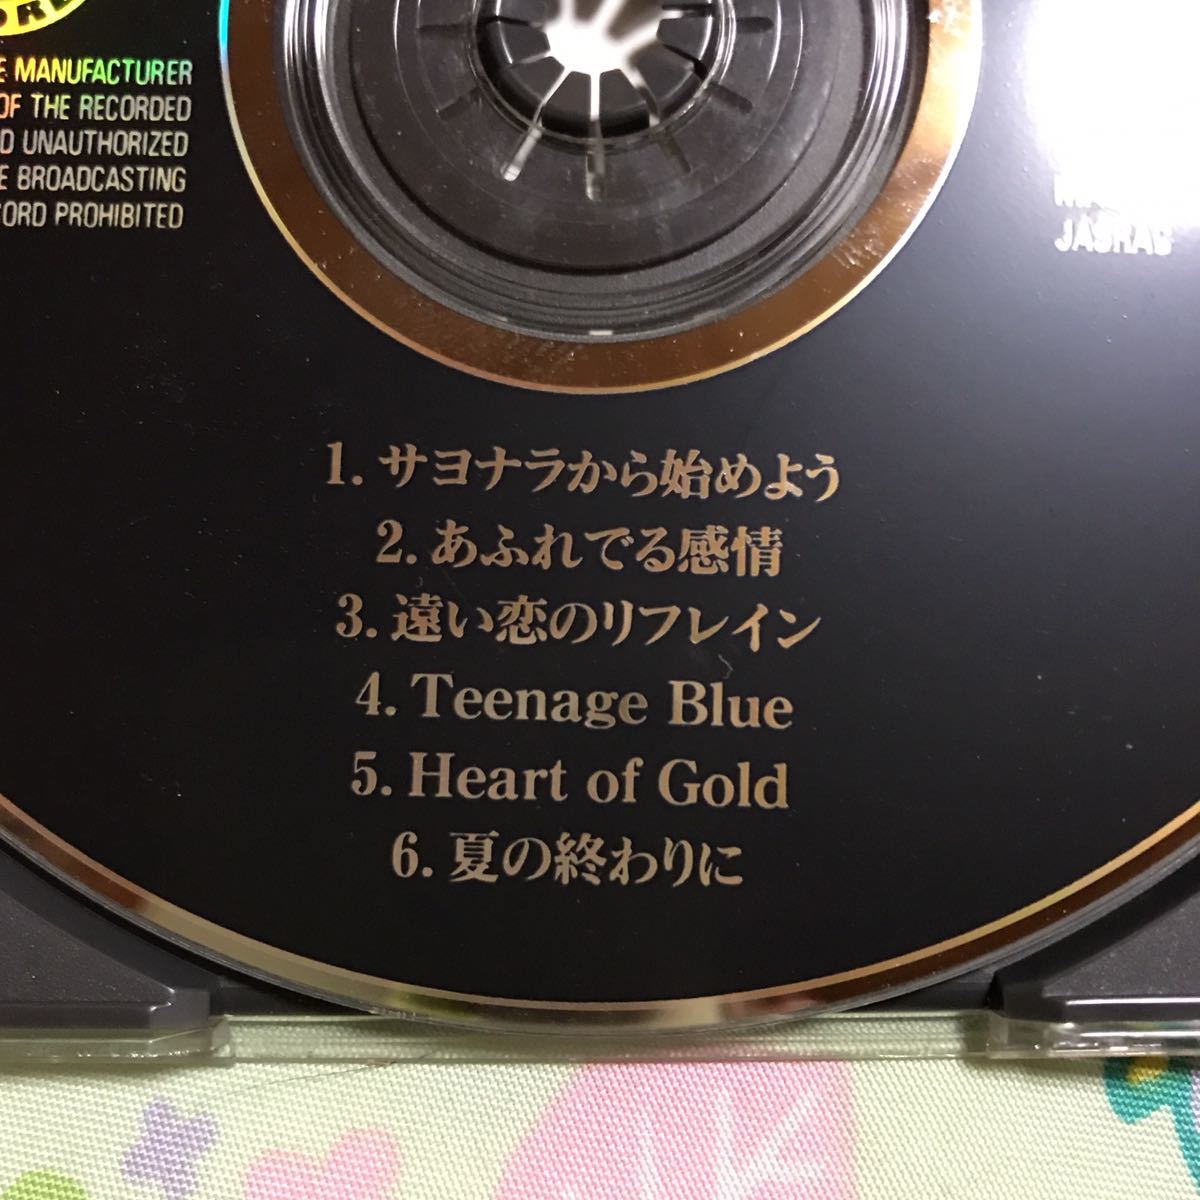 MANUFACTURER
OF THE RECORDED
UNAUTHORIZED
BROADCASTING
PROHIBITED
JASRAC
1. サヨナラから始めよう
2. あふれでる感情
3. 遠い恋のリフレイン
4. Teenage Blue
5. Heart of Gold
6. 夏の終わりに